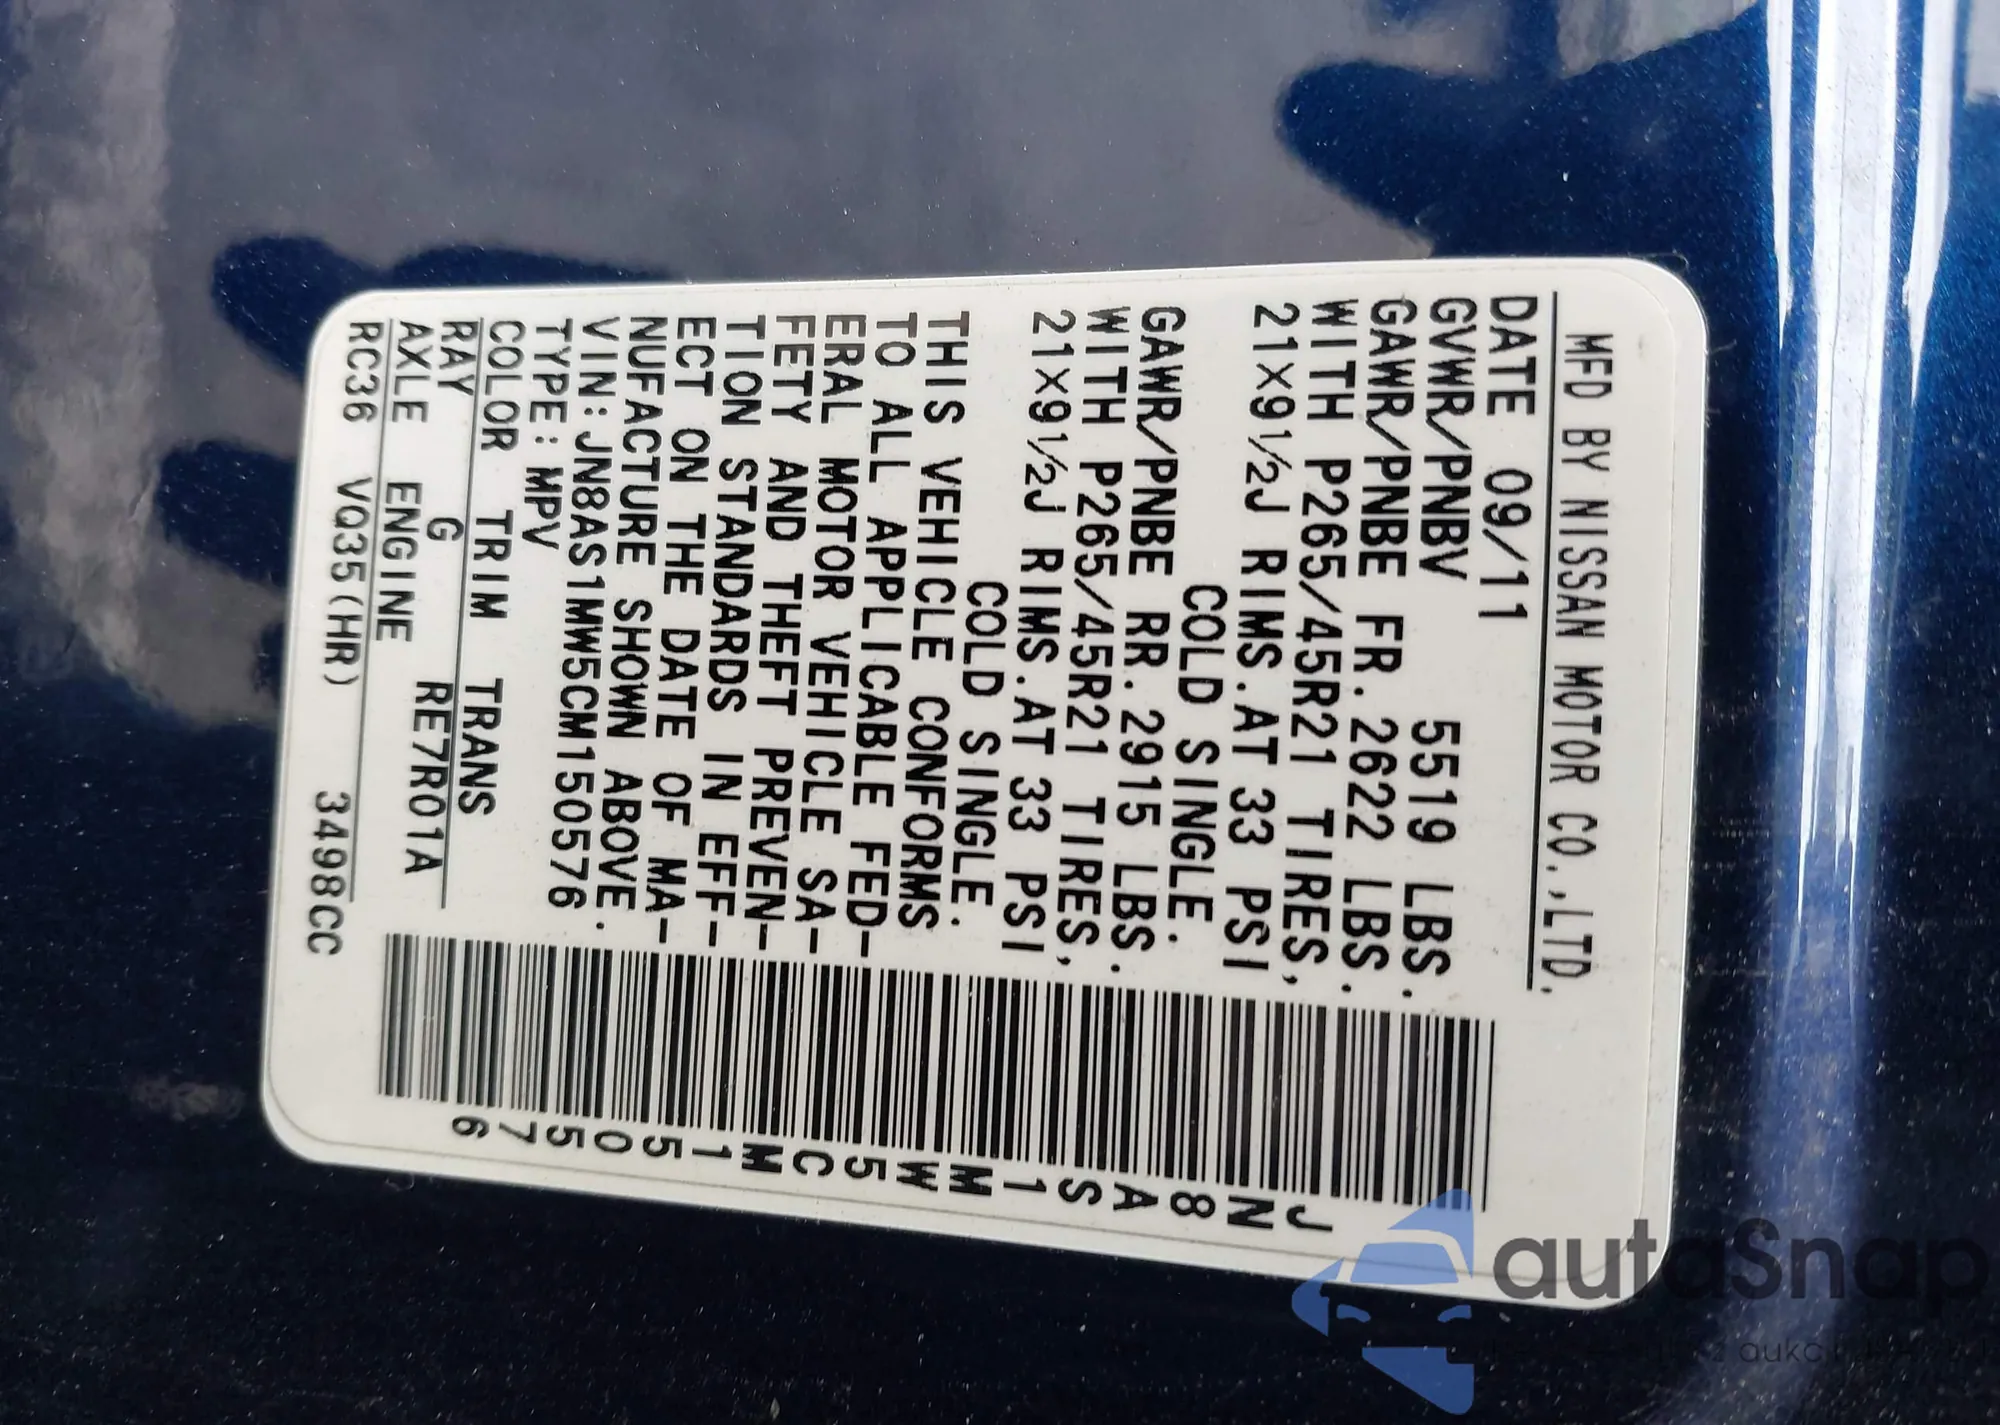 MFD BY NISSAN MOTOR CO.,LTD.
DATE 09/11
GVWR/PNBV 5519 LBS.
GAWR/PNBE FR.2622 LBS.
WITH P265/45R21 TIRES,
21×9½J RIMS.AT 33 PSI
COLD SINGLE.
GAWR/PNBE RR.2915 LBS.
WITH P265/45R21 TIRES,
21×9½J RIMS.AT 33 PSI
COLD SINGLE.
THIS VEHICLE CONFORMS
TO ALL APPLICABLE FED-
ERAL MOTOR VEHICLE SA-
FETY AND THEFT PREVEN-
TION STANDARDS IN EFF-
ECT ON THE DATE OF MA-
NUFACTURE SHOWN ABOVE.
VIN:JN8AS1MW5CM150576
TYPE:MPV
COLOR TRIM TRANS
RAY G RE7R01A
AXLE ENGINE
RC36 VQ35(HR) 3498CC
JN8AS1MW5CM150576
autaSnap
z aukc